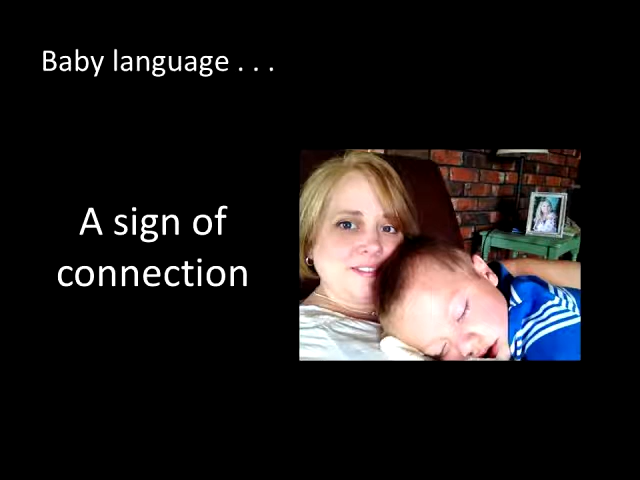 Baby language . . .
A sign of
connection